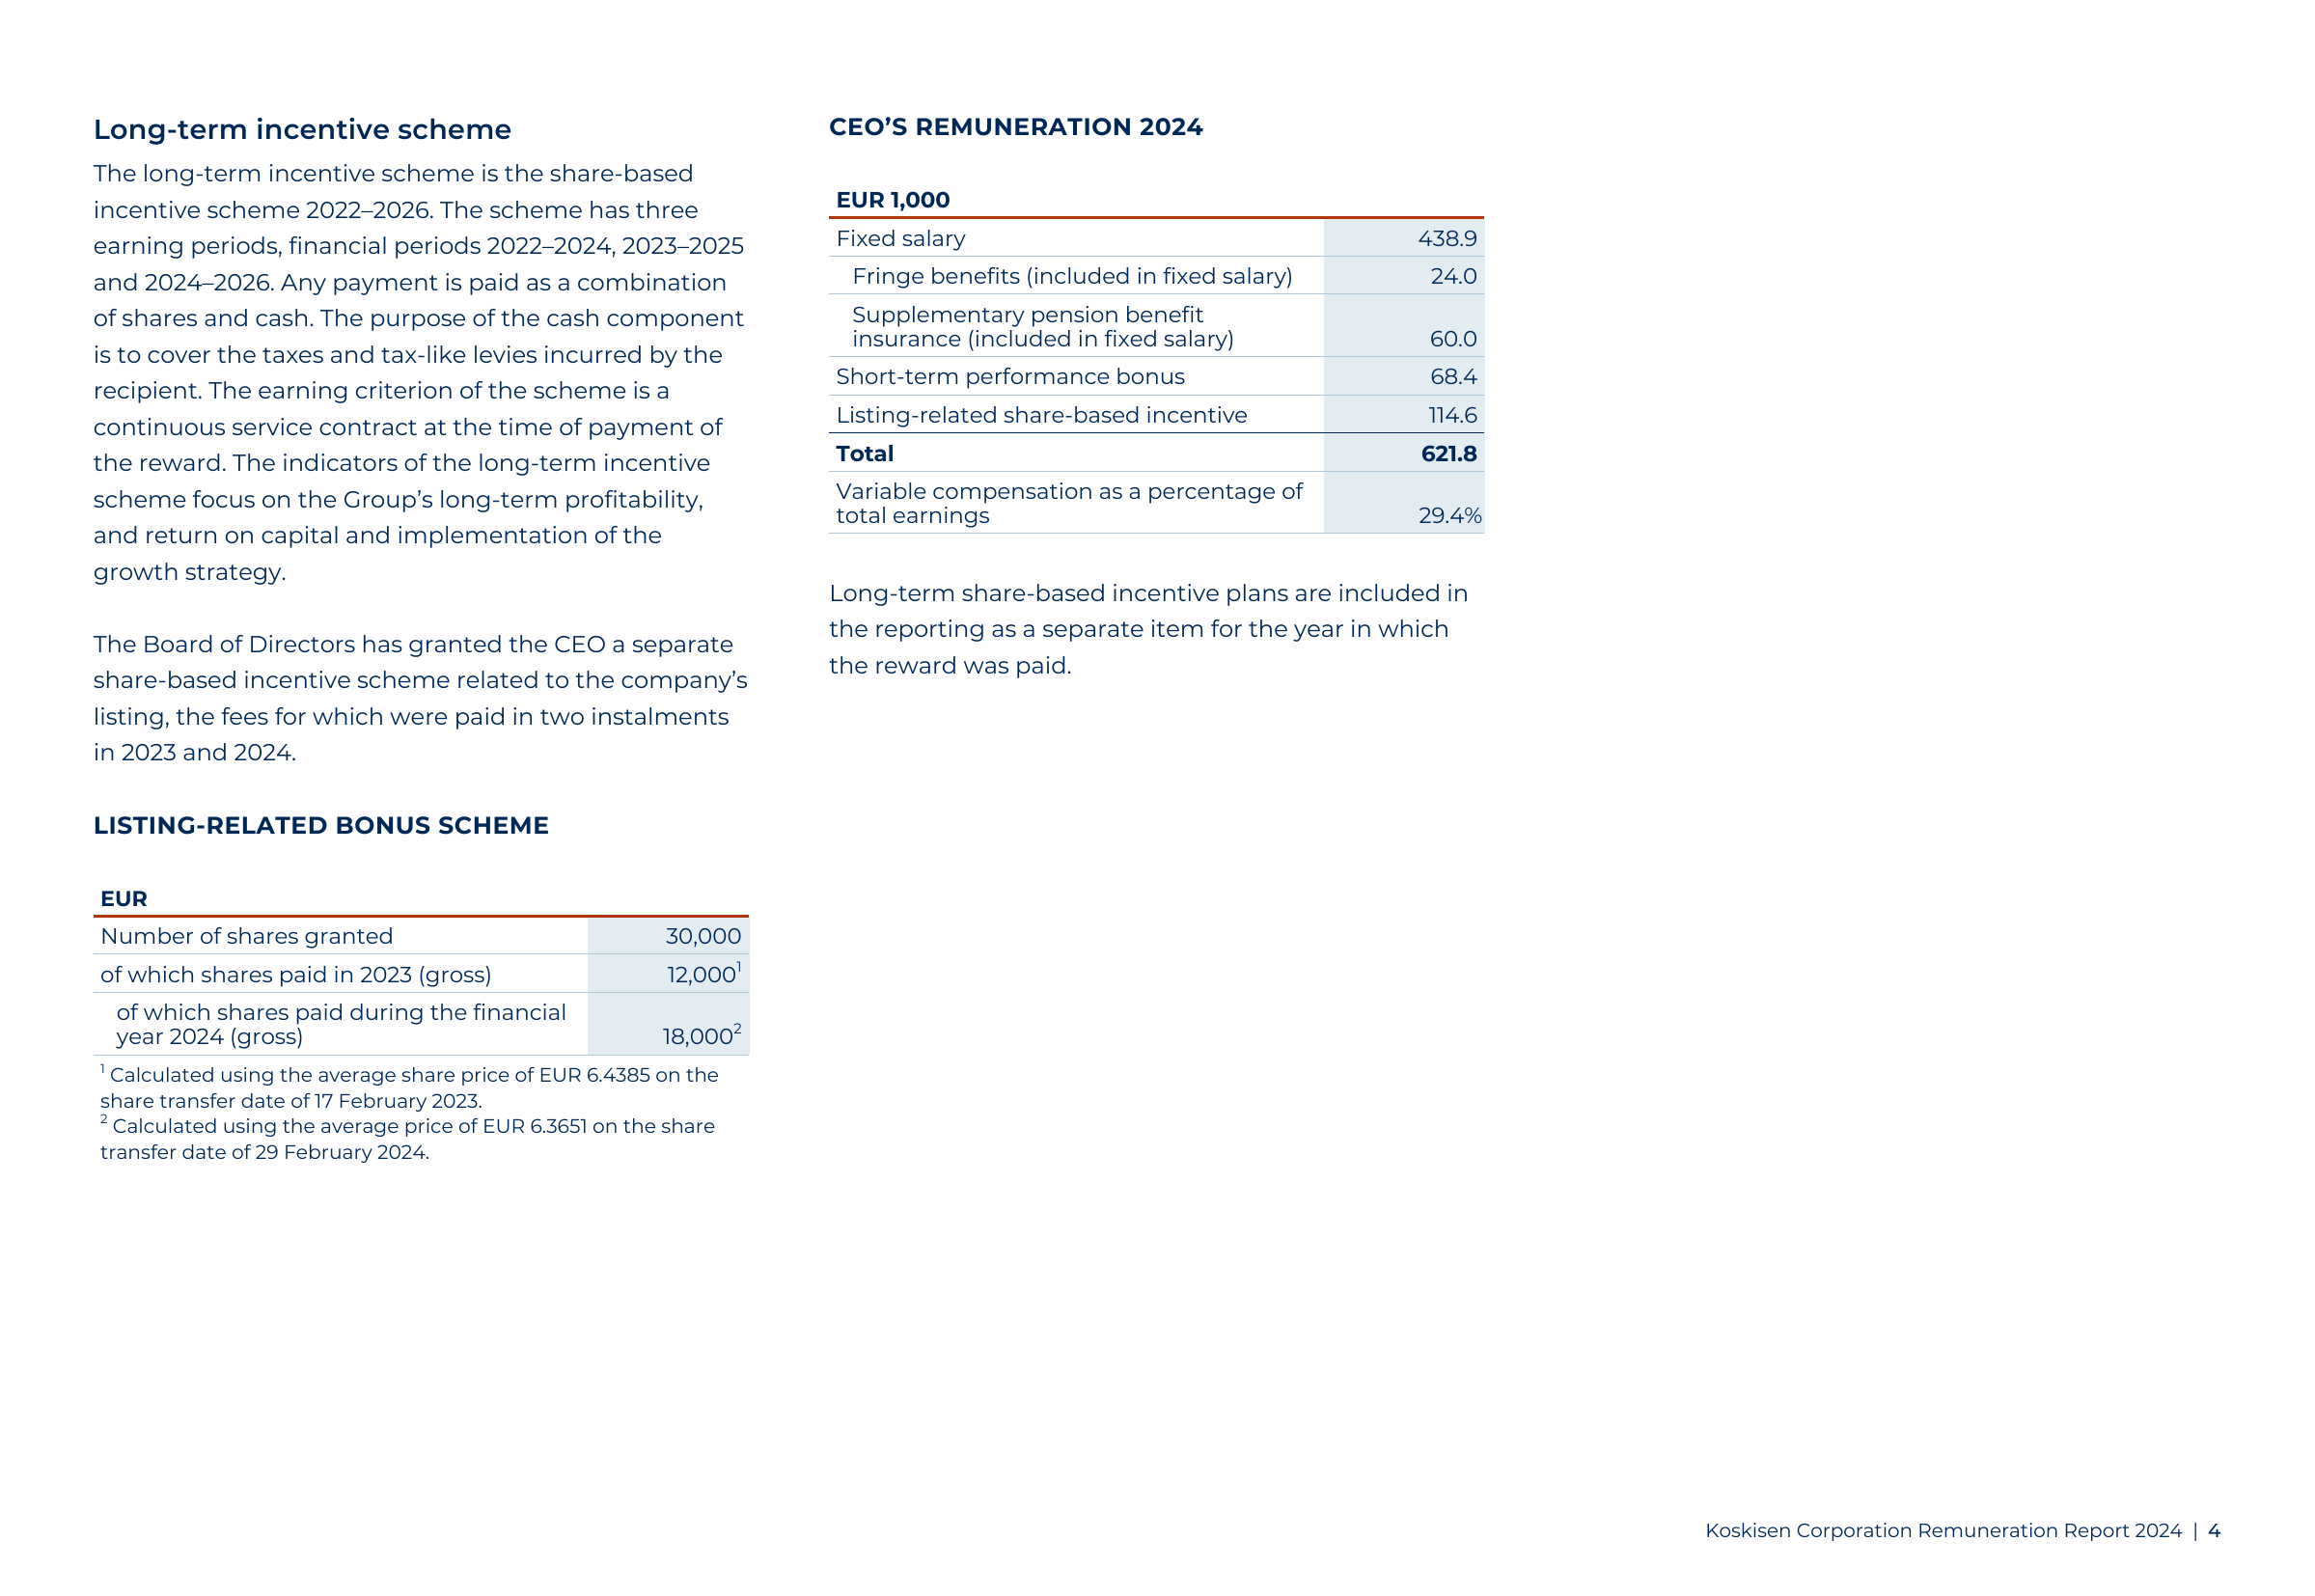 Long-term incentive scheme
The long-term incentive scheme is the share-based
incentive scheme 2022–2026. The scheme has three
earning periods, financial periods 2022–2024, 2023–2025
and 2024–2026. Any payment is paid as a combination
of shares and cash. The purpose of the cash component
is to cover the taxes and tax-like levies incurred by the
recipient. The earning criterion of the scheme is a
continuous service contract at the time of payment of
the reward. The indicators of the long-term incentive
scheme focus on the Group’s long-term profitability,
and return on capital and implementation of the
growth strategy.
The Board of Directors has granted the CEO a separate
share-based incentive scheme related to the company’s
listing, the fees for which were paid in two instalments
in 2023 and 2024.
LISTING-RELATED BONUS SCHEME
EUR
Number of shares granted 30,000
of which shares paid in 2023 (gross) 12,000¹
of which shares paid during the financial
year 2024 (gross) 18,000²
¹ Calculated using the average share price of EUR 6.4385 on the
share transfer date of 17 February 2023.
² Calculated using the average price of EUR 6.3651 on the share
transfer date of 29 February 2024.
CEO’S REMUNERATION 2024
EUR 1,000
Fixed salary 438.9
Fringe benefits (included in fixed salary) 24.0
Supplementary pension benefit
insurance (included in fixed salary) 60.0
Short-term performance bonus 68.4
Listing-related share-based incentive 114.6
Total 621.8
Variable compensation as a percentage of
total earnings 29.4%
Long-term share-based incentive plans are included in
the reporting as a separate item for the year in which
the reward was paid.
Koskisen Corporation Remuneration Report 2024 | 4